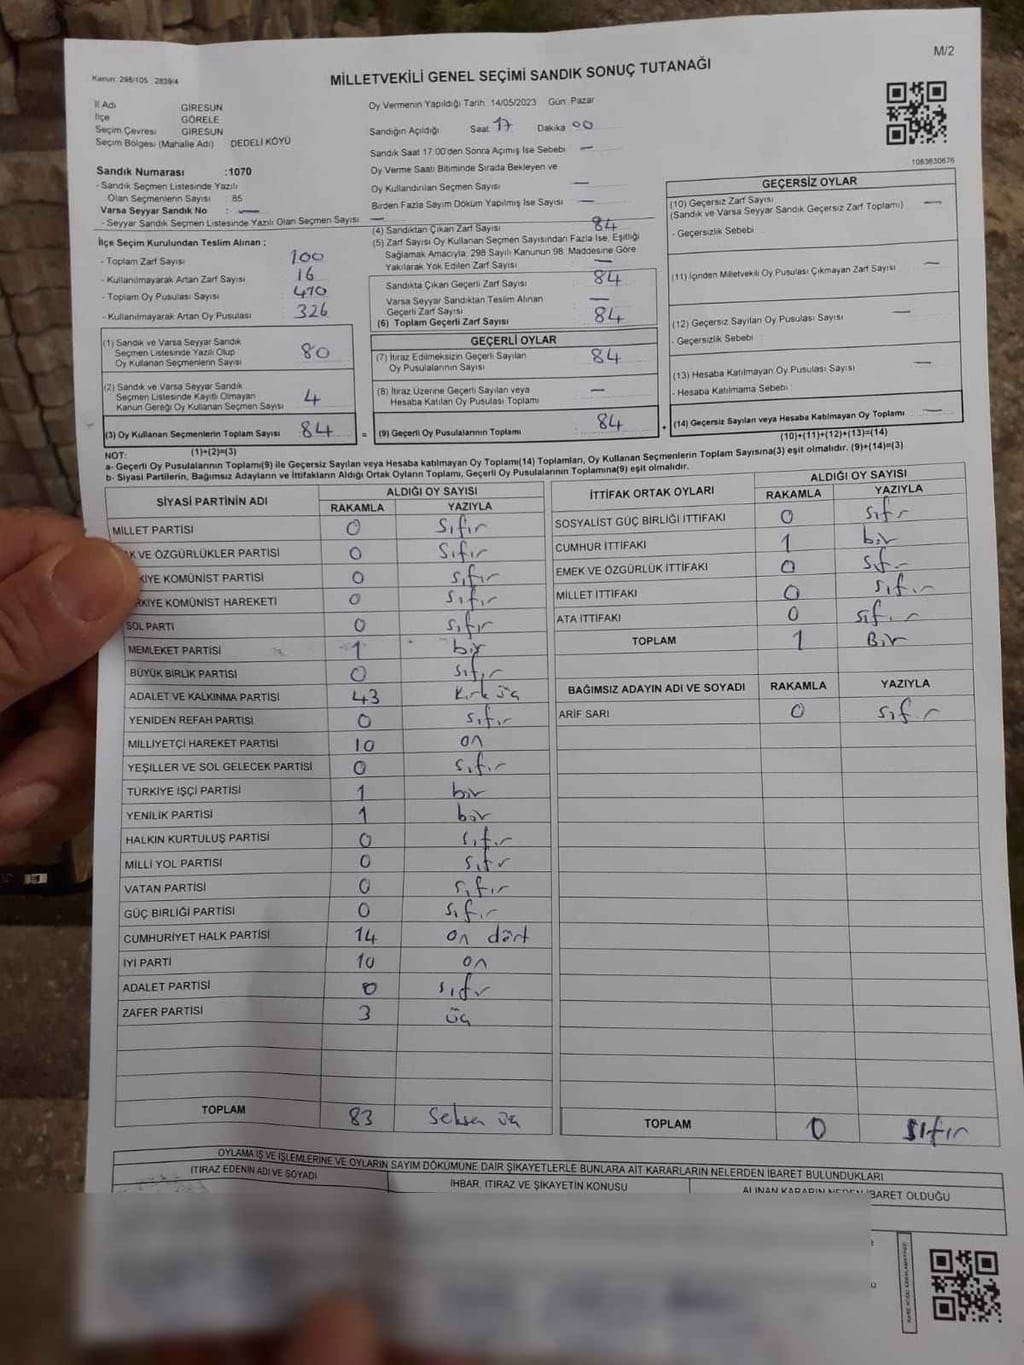 M/2
Kanun: 298/105 2839/4
MİLLETVEKİLİ GENEL SEÇİMİ SANDIK SONUÇ TUTANAĞI
İl Adı GİRESUN
İlçe GÖRELE
Seçim Çevresi GİRESUN
Seçim Bölgesi (Mahalle Adı) DEDELİ KÖYÜ
Sandık Numarası :1070
- Sandık Seçmen Listesinde Yazılı
Olan Seçmenlerin Sayısı : 85
Varsa Seyyar Sandık No : —
- Seyyar Sandık Seçmen Listesinde Yazılı Olan Seçmen Sayısı —
İlçe Seçim Kurulundan Teslim Alınan ;
- Toplam Zarf Sayısı : 100
- Kullanılmayarak Artan Zarf Sayısı : 16
- Toplam Oy Pusulası Sayısı : 410
- Kullanılmayarak Artan Oy Pusulası : 326
(1) Sandık ve Varsa Seyyar Sandık
Seçmen Listesinde Yazılı Olup
Oy Kullanan Seçmenlerin Sayısı 80
(2) Sandık ve Varsa Seyyar Sandık
Seçmen Listesinde Kayıtlı Olmayan
Kanun Gereği Oy Kullanan Seçmen Sayısı 4
(3) Oy Kullanan Seçmenlerin Toplam Sayısı 84
(1)+(2)=(3)
Oy Vermenin Yapıldığı Tarih 14/05/2023 Gün Pazar
Sandığın Açıldığı Saat 17 Dakika 00
Sandık Saat 17:00'den Sonra Açımış İse Sebebi —
Oy Verme Saati Bitiminde Sırada Bekleyen ve
Oy Kullandırılan Seçmen Sayısı —
Birden Fazla Sayım Döküm Yapılmış İse Sayısı —
(4) Sandıktan Çıkan Zarf Sayısı 84
(5) Zarf Sayısı Oy Kullanan Seçmen Sayısından Fazla İse, Eşitliği
Sağlamak Amacıyla; 298 Sayılı Kanunun 98. Maddesine Göre
Yakılarak Yok Edilen Zarf Sayısı —
Sandıkta Çıkan Geçerli Zarf Sayısı : 84
Varsa Seyyar Sandıktan Teslim Alınan
Geçerli Zarf Sayısı —
(6) Toplam Geçerli Zarf Sayısı : 84
GEÇERLİ OYLAR
(7) İtiraz Edilmeksizin Geçerli Sayılan
Oy Pusulalarının Sayısı 84
(8) İtiraz Üzerine Geçerli Sayılan veya
Hesaba Katılan Oy Pusulası Toplamı —
= (9) Geçerli Oy Pusulalarının Toplamı 84
1083630676
GEÇERSİZ OYLAR
(10) Geçersiz Zarf Sayısı
(Sandık ve Varsa Seyyar Sandık Geçersiz Zarf Toplamı) —
- Geçersizlik Sebebi
(11) İçinden Milletvekili Oy Pusulası Çıkmayan Zarf Sayısı —
(12) Geçersiz Sayılan Oy Pusulası Sayısı —
- Geçersizlik Sebebi
(13) Hesaba Katılmayan Oy Pusulası Sayısı —
- Hesaba Katılmama Sebebi :
+ (14) Geçersiz Sayılan veya Hesaba Katılmayan Oy Toplamı —
(10)+(11)+(12)+(13)=(14)
NOT:
a- Geçerli Oy Pusulalarının Toplamı(9) ile Geçersiz Sayılan veya Hesaba katılmayan Oy Toplamı(14) Toplamları, Oy Kullanan Seçmenlerin Toplam Sayısına(3) eşit olmalıdır. (9)+(14)=(3)
b- Siyasi Partilerin, Bağımsız Adayların ve İttifakların Aldığı Ortak Oyların Toplamı, Geçerli Oy Pusulalarının Toplamına(9) eşit olmalıdır.
SİYASİ PARTİNİN ADI ALDIĞI OY SAYISI
RAKAMLA YAZIYLA
MİLLET PARTİSİ 0 Sıfır
K VE ÖZGÜRLÜKLER PARTİSİ 0 Sıfır
KİYE KOMÜNİST PARTİSİ 0 sıfır
RKİYE KOMÜNİST HAREKETİ 0 sıfır
SOL PARTİ 0 sıfır
MEMLEKET PARTİSİ 1 bir
BÜYÜK BİRLİK PARTİSİ 0 sıfır
ADALET VE KALKINMA PARTİSİ 43 Kırk üç
YENİDEN REFAH PARTİSİ 0 sıfır
MİLLİYETÇİ HAREKET PARTİSİ 10 on
YEŞİLLER VE SOL GELECEK PARTİSİ 0 sıfır
TÜRKİYE İŞÇİ PARTİSİ 1 bir
YENİLİK PARTİSİ 1 bir
HALKIN KURTULUŞ PARTİSİ 0 sıfır
MİLLİ YOL PARTİSİ 0 sıfır
VATAN PARTİSİ 0 sıfır
GÜÇ BİRLİĞİ PARTİSİ 0 sıfır
CUMHURİYET HALK PARTİSİ 14 on dört
İYİ PARTİ 10 on
ADALET PARTİSİ 0 sıfır
ZAFER PARTİSİ 3 üç
TOPLAM 83 Seksen üç
İTTİFAK ORTAK OYLARI ALDIĞI OY SAYISI
RAKAMLA YAZIYLA
SOSYALİST GÜÇ BİRLİĞİ İTTİFAKI 0 sıfır
CUMHUR İTTİFAKI 1 bir
EMEK VE ÖZGÜRLÜK İTTİFAKI 0 sıfır
MİLLET İTTİFAKI 0 sıfır
ATA İTTİFAKI 0 sıfır
TOPLAM 1 Bir
BAĞIMSIZ ADAYIN ADI VE SOYADI RAKAMLA YAZIYLA
ARİF SARI 0 sıfır
TOPLAM 0 sıfır
OYLAMA İŞ VE İŞLEMLERİNE VE OYLARIN SAYIM DÖKÜMÜNE DAİR ŞİKAYETLERLE BUNLARA AİT KARARLARIN NELERDEN İBARET BULUNDUKLARI
İTİRAZ EDENİN ADI VE SOYADI İHBAR, İTİRAZ VE ŞİKAYETİN KONUSU ALINAN KARARIN NEDEN İBARET OLDUĞU